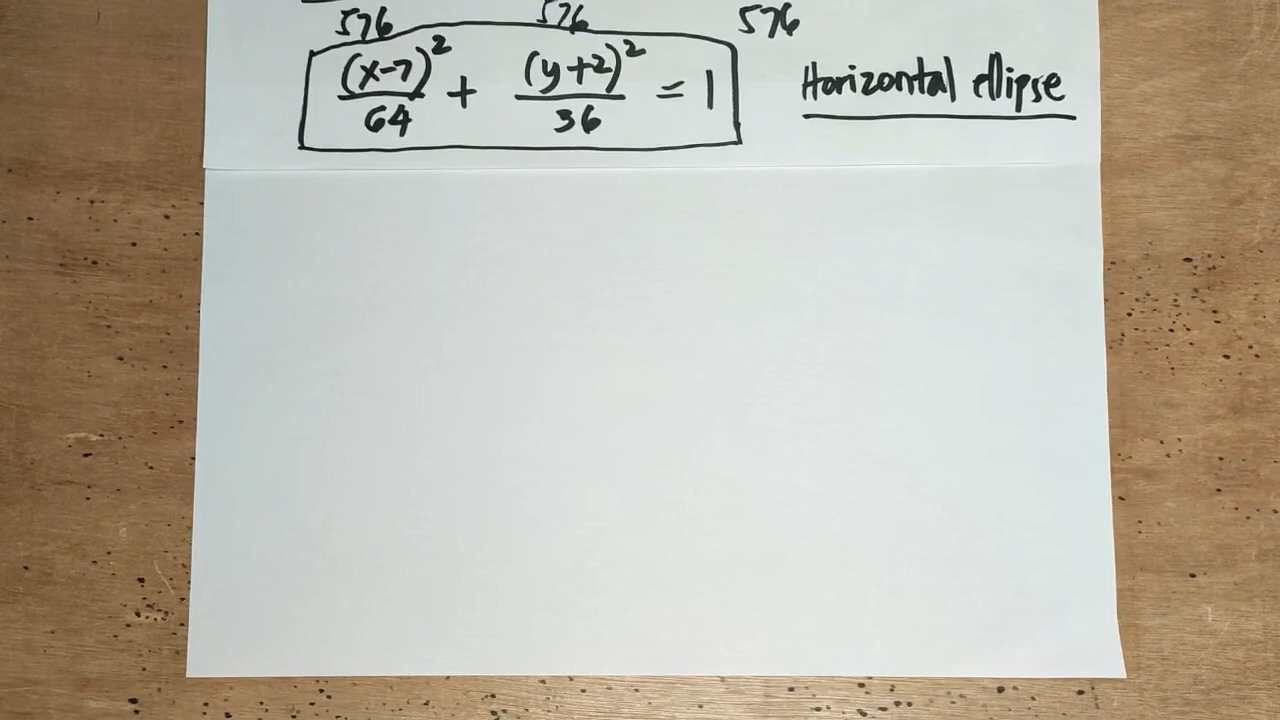 576 576 576
(x-7)² + (y+2)² = 1 Horizontal ellipse
64 36